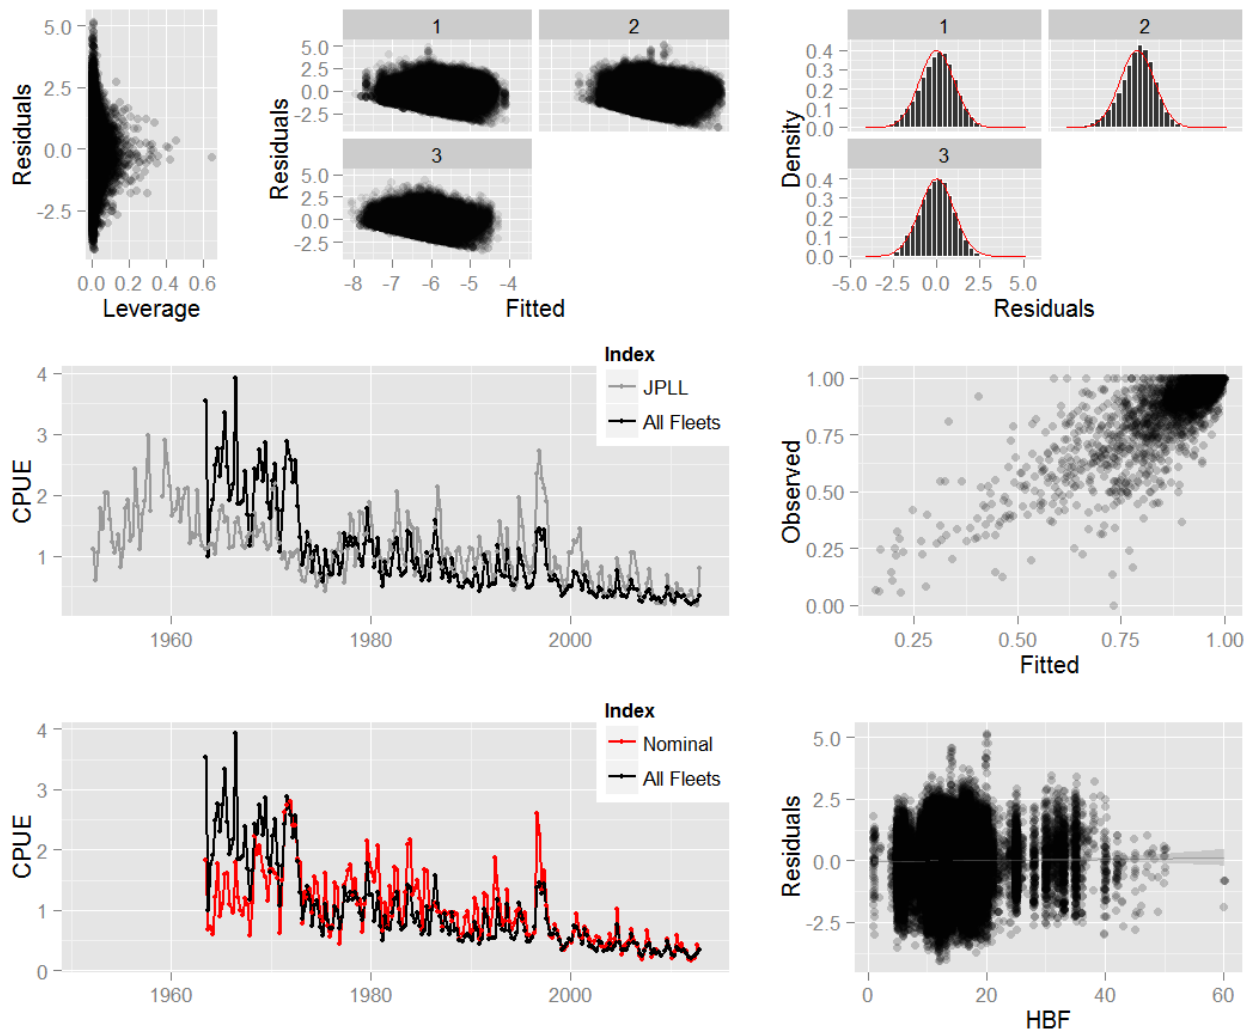 Residuals
5.0
2.5
0.0
-2.5
0.0 0.2 0.4 0.6
Leverage
1 2
Residuals
5.0
2.5
0.0
-2.5
3
5.0
2.5
0.0
-2.5
-8 -7 -6 -5 -4
Fitted
1 2
Density
0.4
0.3
0.2
0.1
0.0
3
0.4
0.3
0.2
0.1
0.0
-5.0 -2.5 0.0 2.5 5.0
Residuals
Index
JPLL
All Fleets
CPUE
4
3
2
1
1960 1980 2000
Observed
1.00
0.75
0.50
0.25
0.00
0.25 0.50 0.75 1.00
Fitted
Index
Nominal
All Fleets
CPUE
4
3
2
1
0
1960 1980 2000
Residuals
5.0
2.5
0.0
-2.5
0 20 40 60
HBF